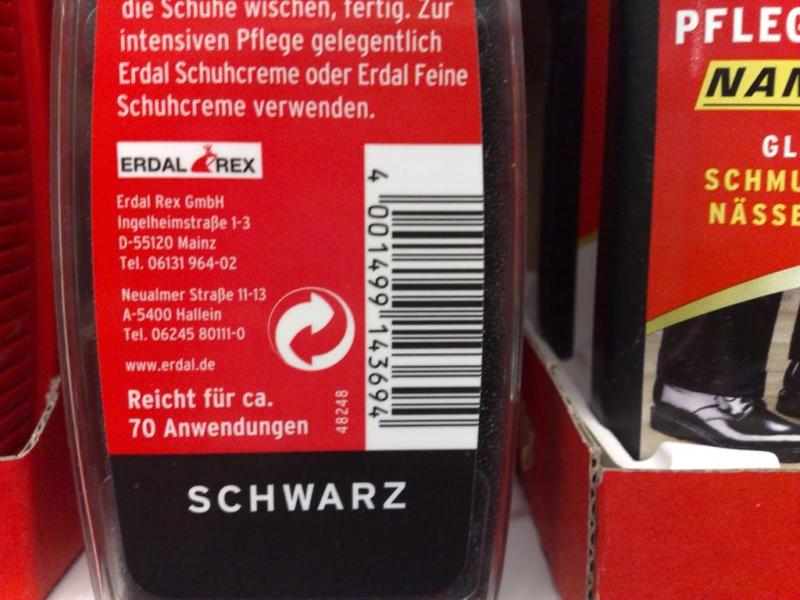 die Schuhe wischen, fertig. Zur
intensiven Pflege gelegentlich
Erdal Schuhcreme oder Erdal Feine
Schuhcreme verwenden.
ERDAL REX
Erdal Rex GmbH
Ingelheimstraße 1-3
D-55120 Mainz
Tel. 06131 964-02
Neualmer Straße 11-13
A-5400 Hallein
Tel. 06245 80111-0
www.erdal.de
Reicht für ca.
70 Anwendungen
48248
4 001499 143694
SCHWARZ
PFLEG
NAN
GL
SCHMU
NÄSSE